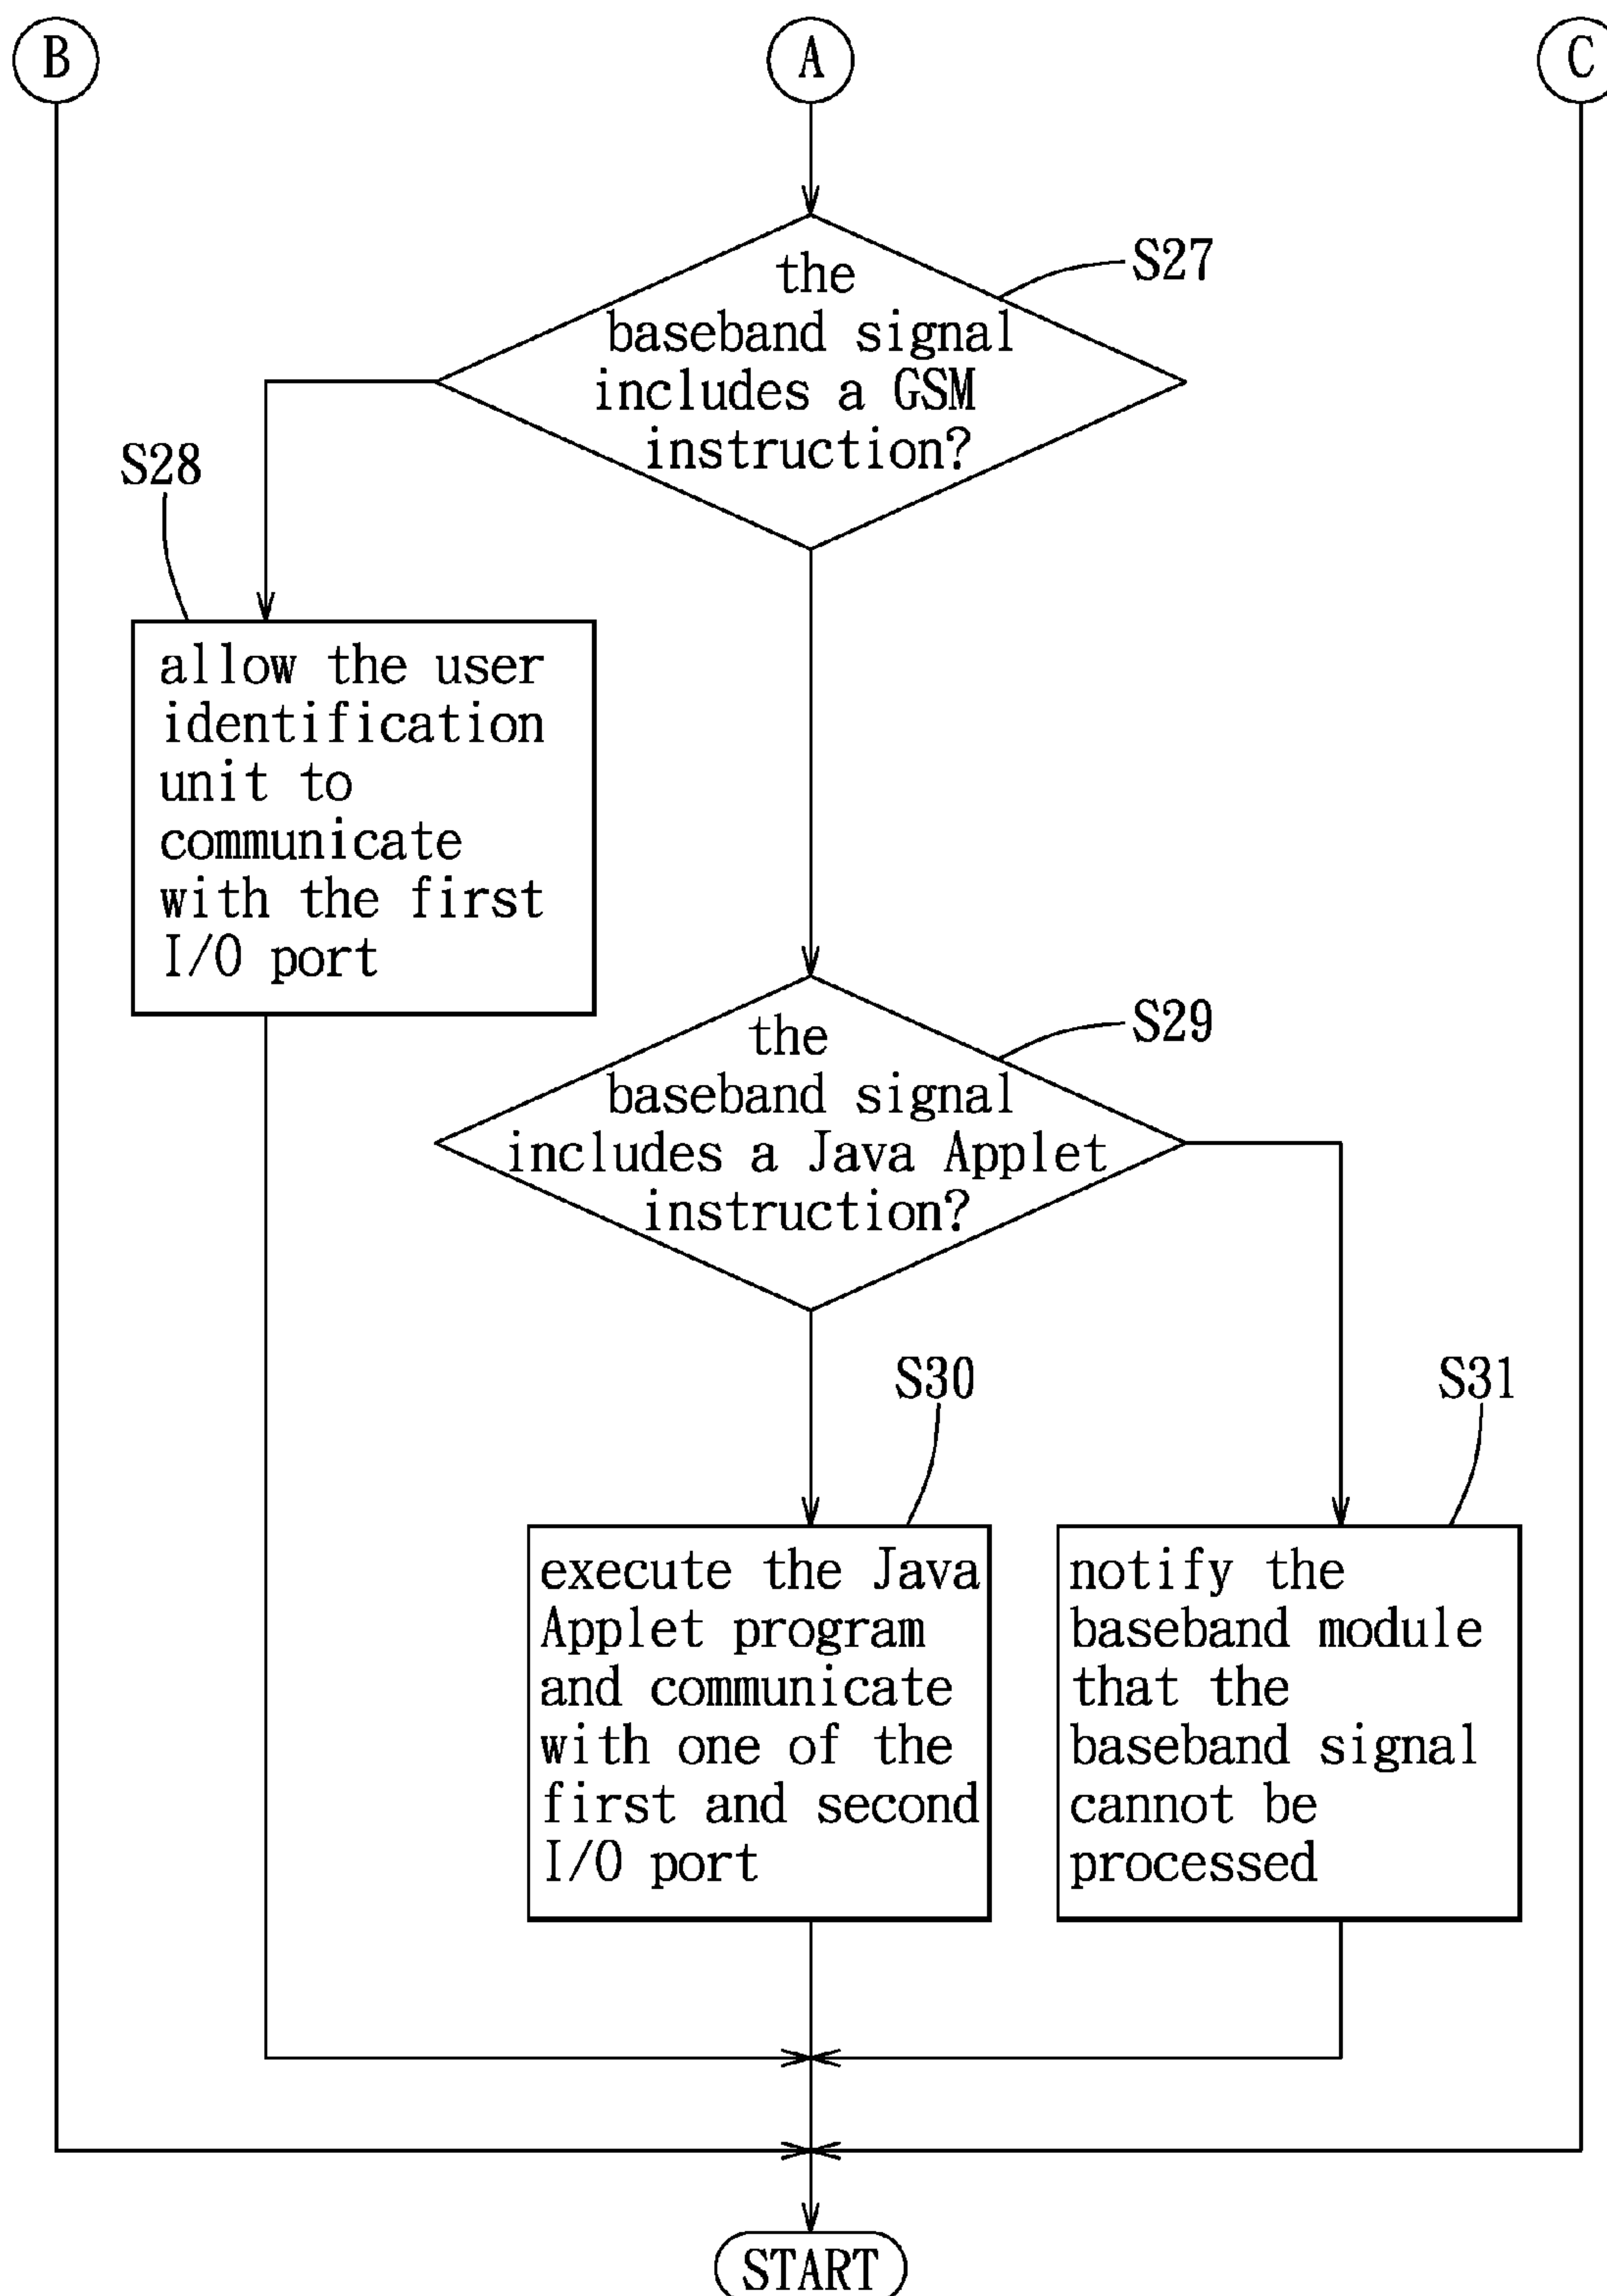 B
A
C
S27
the
baseband signal
includes a GSM
instruction?
S28
allow the user
identification
unit to
communicate
with the first
I/O port
S29
the
baseband signal
includes a Java Applet
instruction?
S30
execute the Java
Applet program
and communicate
with one of the
first and second
I/O port
S31
notify the
baseband module
that the
baseband signal
cannot be
processed
START